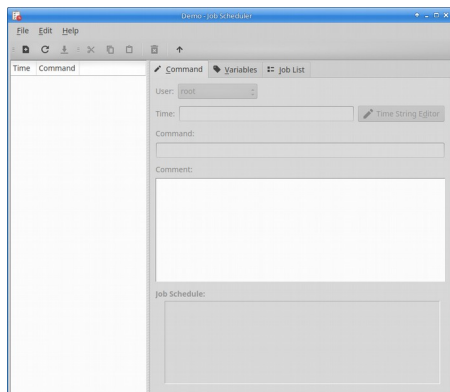 Demo - Job Scheduler
File Edit Help
Time Command
Command Variables Job List
User: root
Time: Time String Editor
Command:
Comment:
Job Schedule: